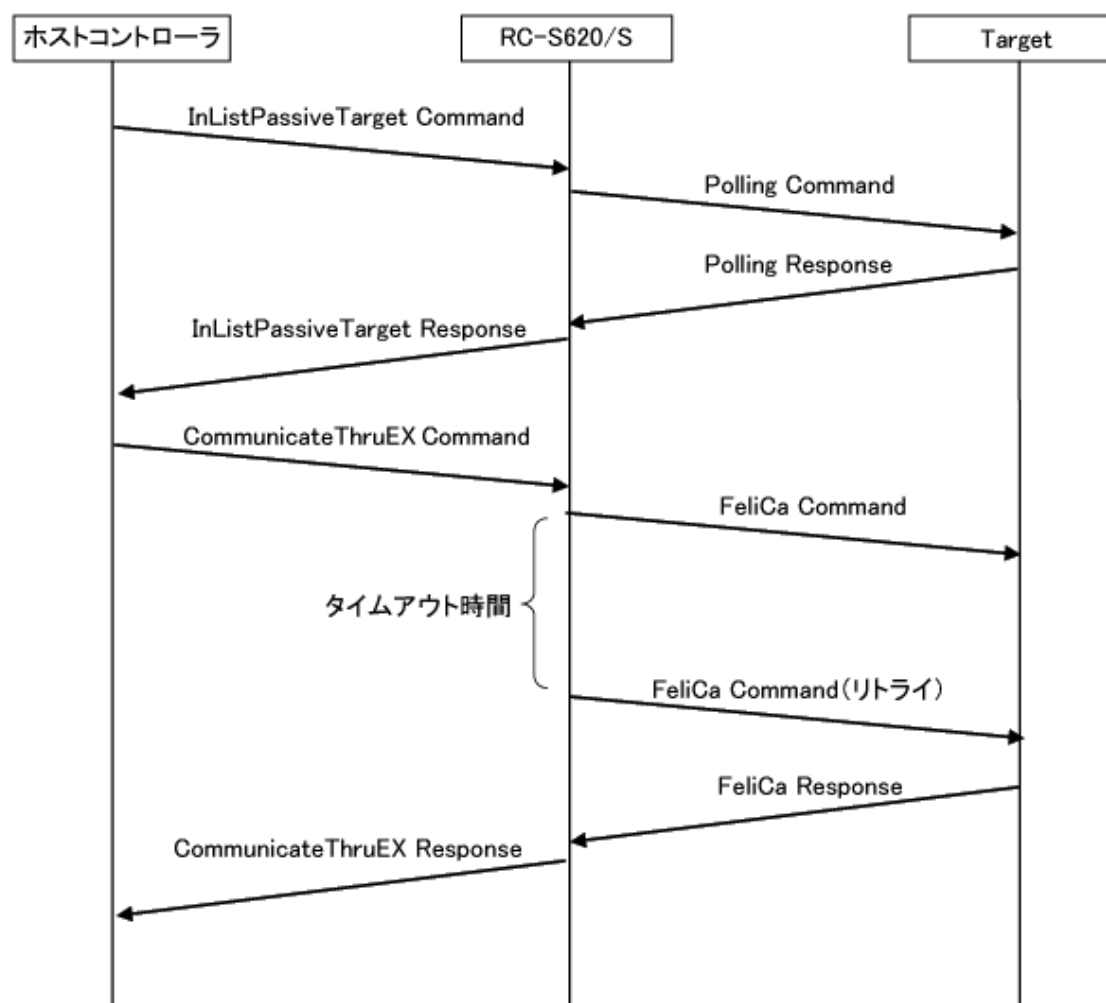 ホストコントローラ
RC-S620/S
Target
InListPassiveTarget Command
Polling Command
Polling Response
InListPassiveTarget Response
CommunicateThruEX Command
FeliCa Command
タイムアウト時間
FeliCa Command(リトライ)
FeliCa Response
CommunicateThruEX Response